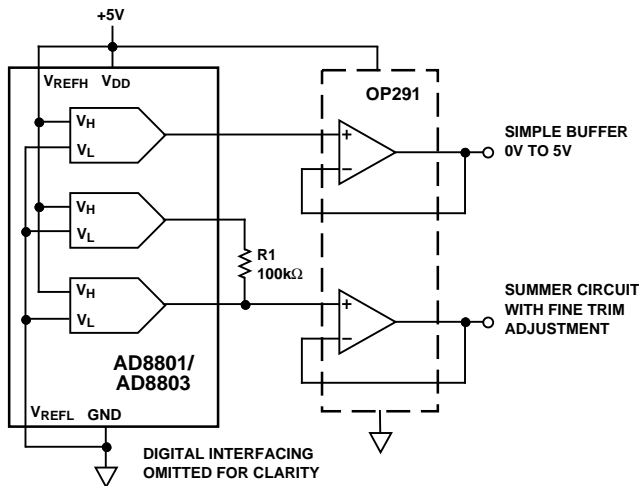 +5V
VREFH VDD
OP291
VH
VL
+
−
SIMPLE BUFFER
0V TO 5V
VH
VL
R1
100kΩ
VH
VL
+
−
SUMMER CIRCUIT
WITH FINE TRIM
ADJUSTMENT
AD8801/
AD8803
VREFL GND
DIGITAL INTERFACING
OMITTED FOR CLARITY